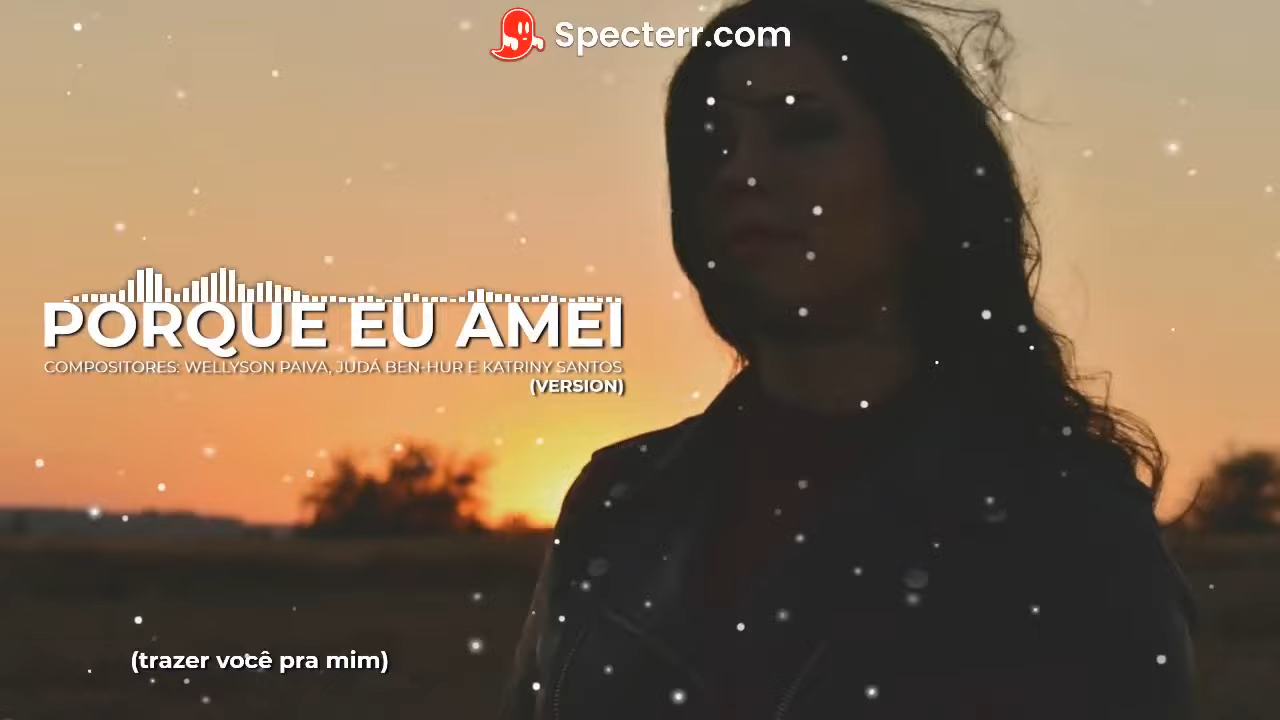 Specterr.com
PORQUE EU AMEI
COMPOSITORES: WELLYSON PAIVA, JUDÁ BEN-HUR E KATRINY SANTOS
(VERSION)
(trazer você pra mim)